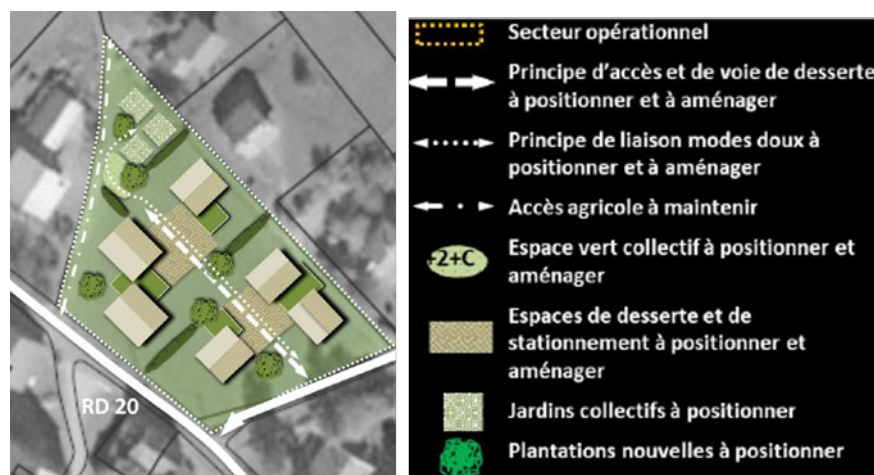 RD 20
Secteur opérationnel
Principe d'accès et de voie de desserte
à positionner et à aménager
Principe de liaison modes doux à
positionner et à aménager
Accès agricole à maintenir
+2+C
Espace vert collectif à positionner et
aménager
Espaces de desserte et de
stationnement à positionner et
aménager
Jardins collectifs à positionner
Plantations nouvelles à positionner